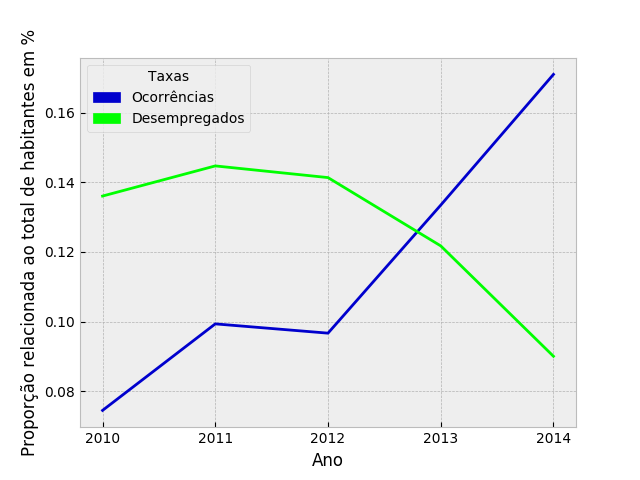 Proporção relacionada ao total de habitantes em %
Taxas
Ocorrências
Desempregados
0.16
0.14
0.12
0.10
0.08
2010 2011 2012 2013 2014
Ano